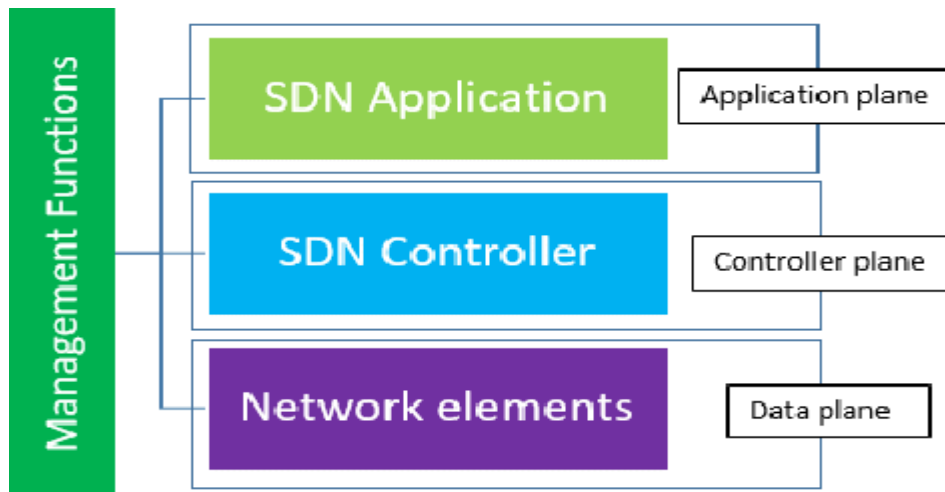 Management Functions
SDN Application
Application plane
SDN Controller
Controller plane
Network elements
Data plane